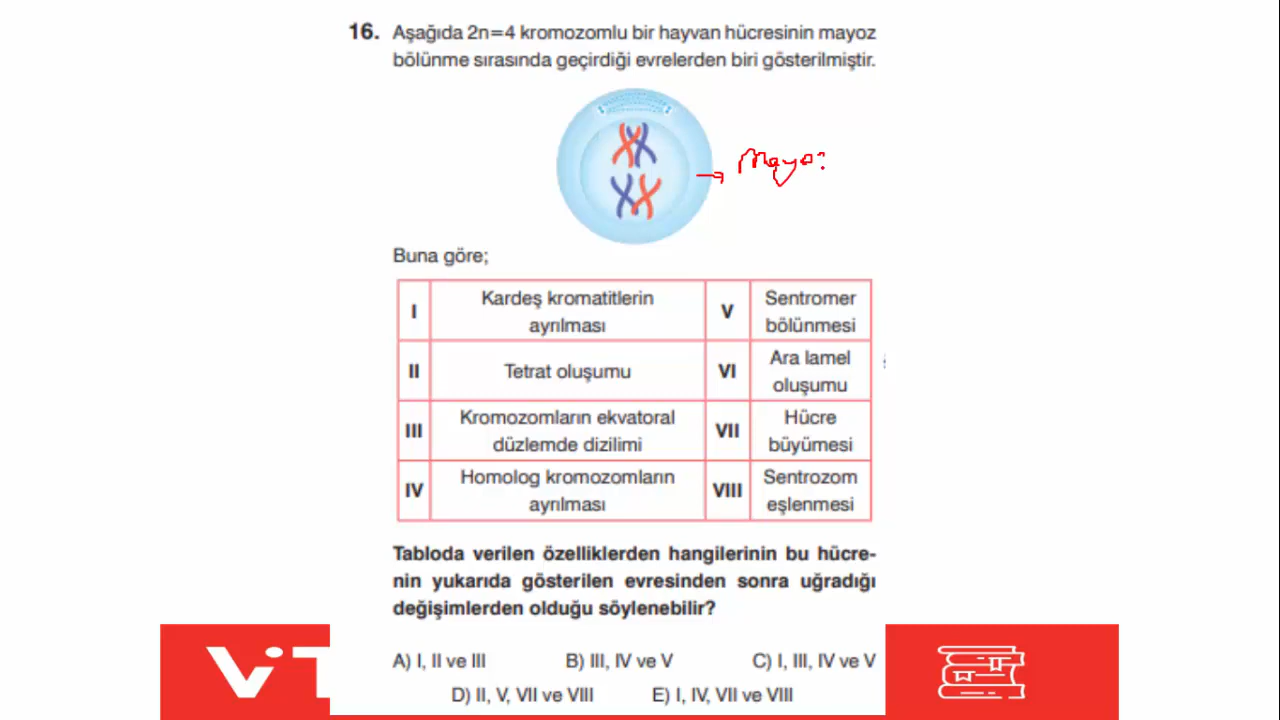 16. Aşağıda 2n=4 kromozomlu bir hayvan hücresinin mayoz
bölünme sırasında geçirdiği evrelerden biri gösterilmiştir.
Mayoz
Buna göre;
I Kardeş kromatitlerin ayrılması V Sentromer bölünmesi
II Tetrat oluşumu VI Ara lamel oluşumu
III Kromozomların ekvatoral düzlemde dizilimi VII Hücre büyümesi
IV Homolog kromozomların ayrılması VIII Sentrozom eşlenmesi
Tabloda verilen özelliklerden hangilerinin bu hücre-
nin yukarıda gösterilen evresinden sonra uğradığı
değişimlerden olduğu söylenebilir?
A) I, II ve III B) III, IV ve V C) I, III, IV ve V
D) II, V, VII ve VIII E) I, IV, VII ve VIII